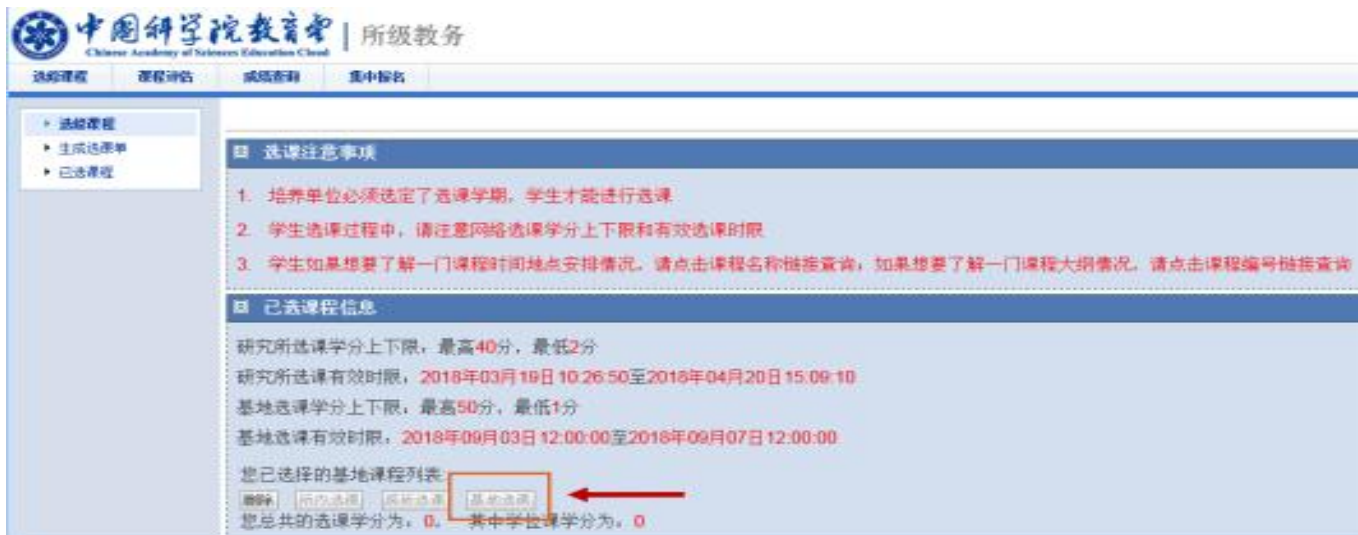 中国科学院教育云 | 所级教务
Chinese Academy of Sciences Education Cloud
选修课程 课程评估 成绩查询 集中报名
选修课程
生成选课单
已选课程
选课注意事项
1. 培养单位必须选定了选课学期，学生才能进行选课
2. 学生选课过程中，请注意网络选课学分上下限和有效选课时限
3. 学生如果想要了解一门课程时间地点安排情况，请点击课程名称链接查询；如果想要了解一门课程大纲情况，请点击课程编号链接查询
已选课程信息
研究所选课学分上下限：最高40分，最低2分
研究所选课有效时限：2018年03月19日10:26:50至2018年04月20日15:09:10
基地选课学分上下限：最高50分，最低1分
基地选课有效时限：2018年09月03日12:00:00至2018年09月07日12:00:00
您已选择的基地课程列表
删除 所内选课 基地选课
您总共的选课学分为：0， 其中学位课学分为：0